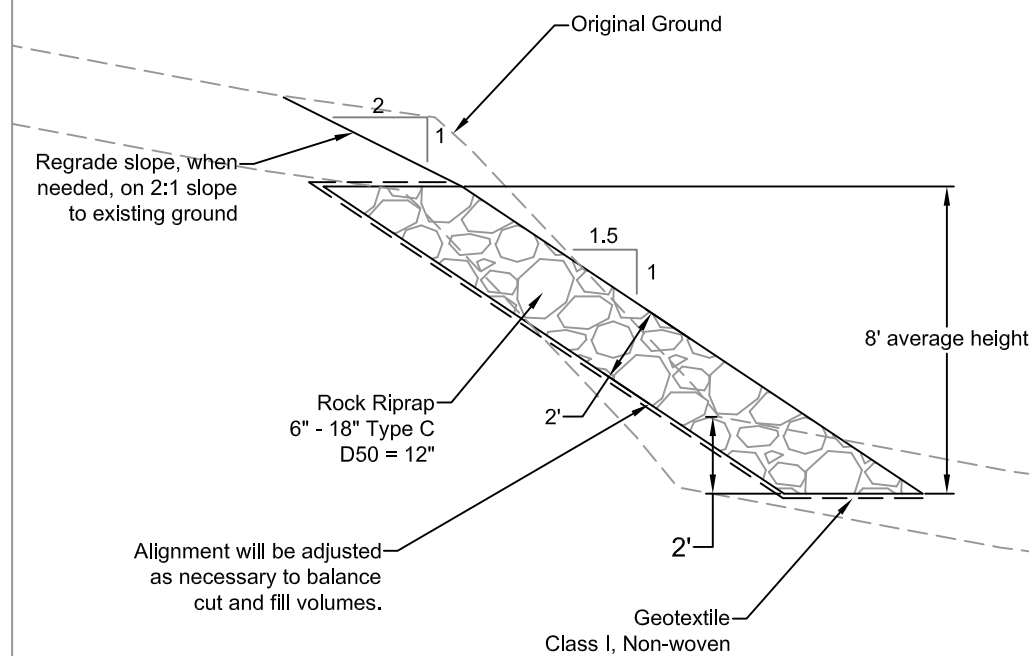 Original Ground
2
1
Regrade slope, when
needed, on 2:1 slope
to existing ground
1.5
1
8' average height
Rock Riprap
6" - 18" Type C
D50 = 12"
2'
2'
Alignment will be adjusted
as necessary to balance
cut and fill volumes.
Geotextile
Class I, Non-woven